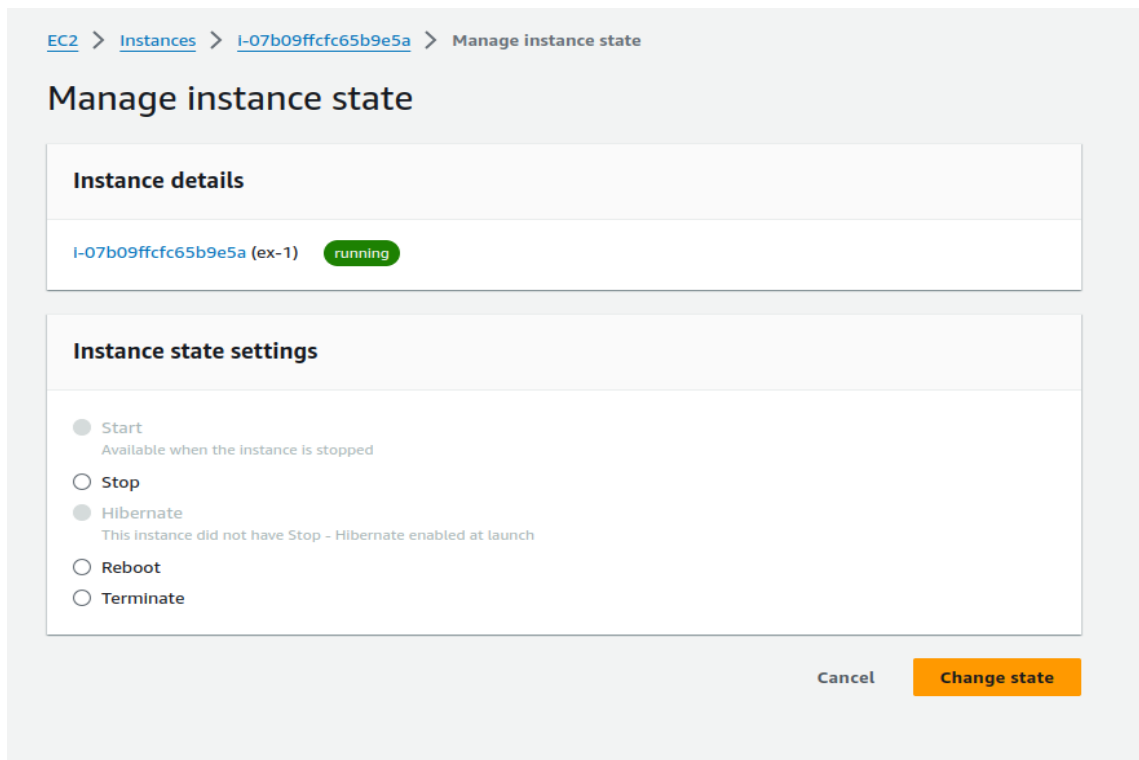 EC2 > Instances > i-07b09ffcfc65b9e5a > Manage instance state
Manage instance state
Instance details
i-07b09ffcfc65b9e5a (ex-1) running
Instance state settings
Start
Available when the instance is stopped
Stop
Hibernate
This instance did not have Stop - Hibernate enabled at launch
Reboot
Terminate
Cancel Change state